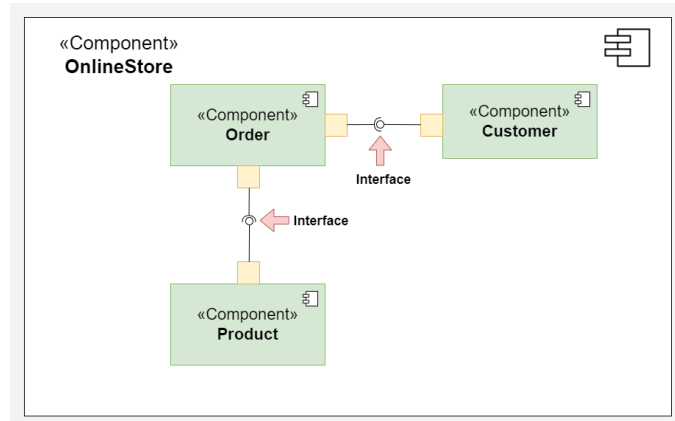 «Component»
OnlineStore
«Component»
Order
«Component»
Customer
Interface
Interface
«Component»
Product